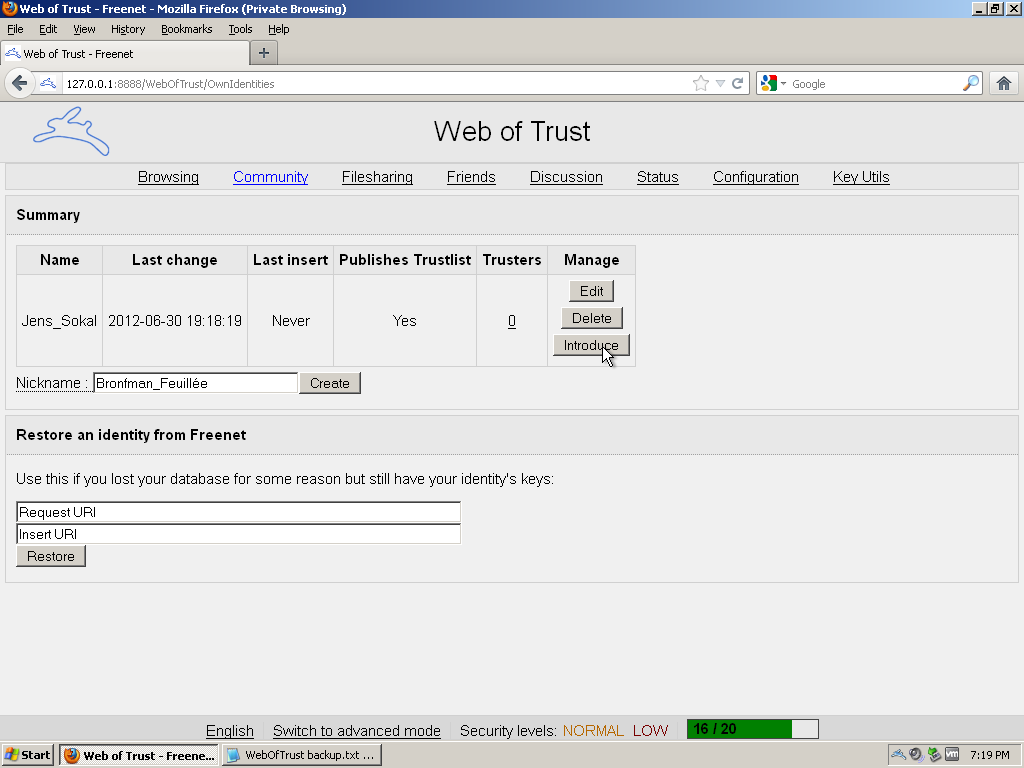 Web of Trust - Freenet - Mozilla Firefox (Private Browsing)
File Edit View History Bookmarks Tools Help
Web of Trust - Freenet
127.0.0.1:8888/WebOfTrust/OwnIdentities
Google
Web of Trust
Browsing Community Filesharing Friends Discussion Status Configuration Key Utils
Summary
Name Last change Last insert Publishes Trustlist Trusters Manage
Edit
Jens_Sokal 2012-06-30 19:18:19 Never Yes 0 Delete
Introduce
Nickname : Bronfman_Feuillée Create
Restore an identity from Freenet
Use this if you lost your database for some reason but still have your identity's keys:
Request URI
Insert URI
Restore
English Switch to advanced mode Security levels: NORMAL LOW 16 / 20
Start Web of Trust - Freene... WebOfTrust backup.txt ... vm 7:19 PM